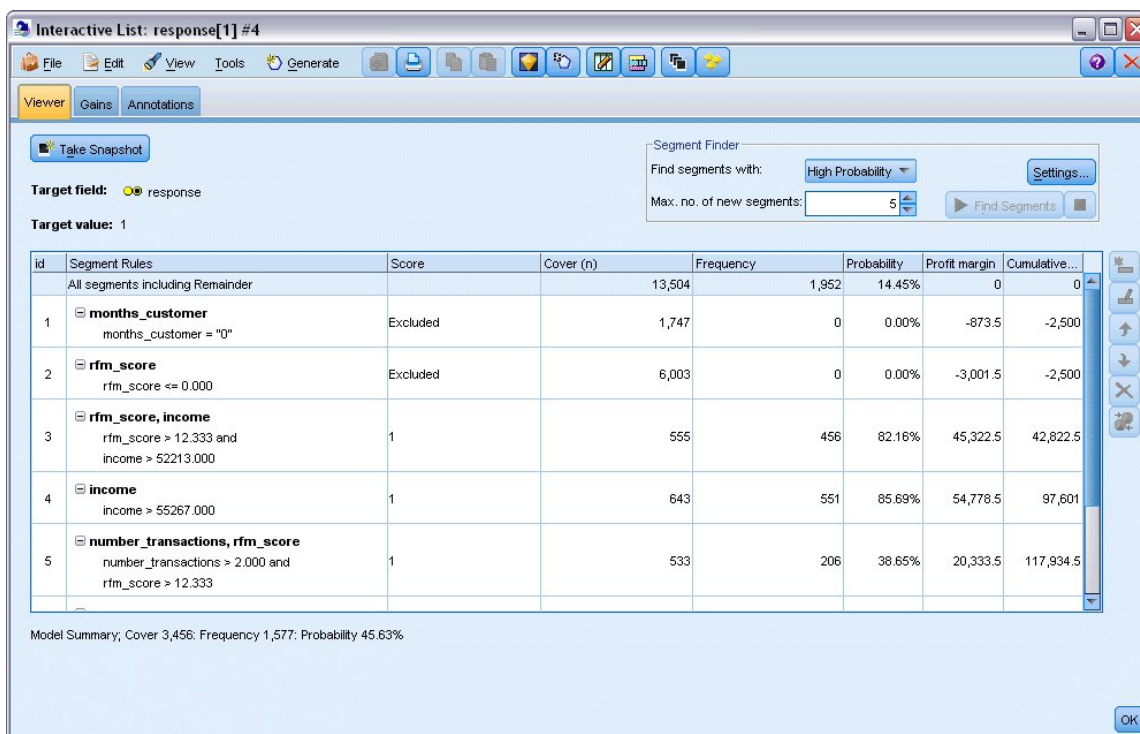 Interactive List: response[1] #4
File Edit View Tools Generate
Viewer Gains Annotations
Take Snapshot
Target field: response
Target value: 1
Segment Finder
Find segments with: High Probability Settings...
Max. no. of new segments: 5 Find Segments
id Segment Rules Score Cover (n) Frequency Probability Profit margin Cumulative...
All segments including Remainder 13,504 1,952 14.45% 0 0
1 months_customer Excluded 1,747 0 0.00% -873.5 -2,500
months_customer = "0"
2 rfm_score Excluded 6,003 0 0.00% -3,001.5 -2,500
rfm_score <= 0.000
3 rfm_score, income 1 555 456 82.16% 45,322.5 42,822.5
rfm_score > 12.333 and
income > 52213.000
4 income 1 643 551 85.69% 54,778.5 97,601
income > 55267.000
5 number_transactions, rfm_score 1 533 206 38.65% 20,333.5 117,934.5
number_transactions > 2.000 and
rfm_score > 12.333
Model Summary; Cover 3,456: Frequency 1,577: Probability 45.63%
OK